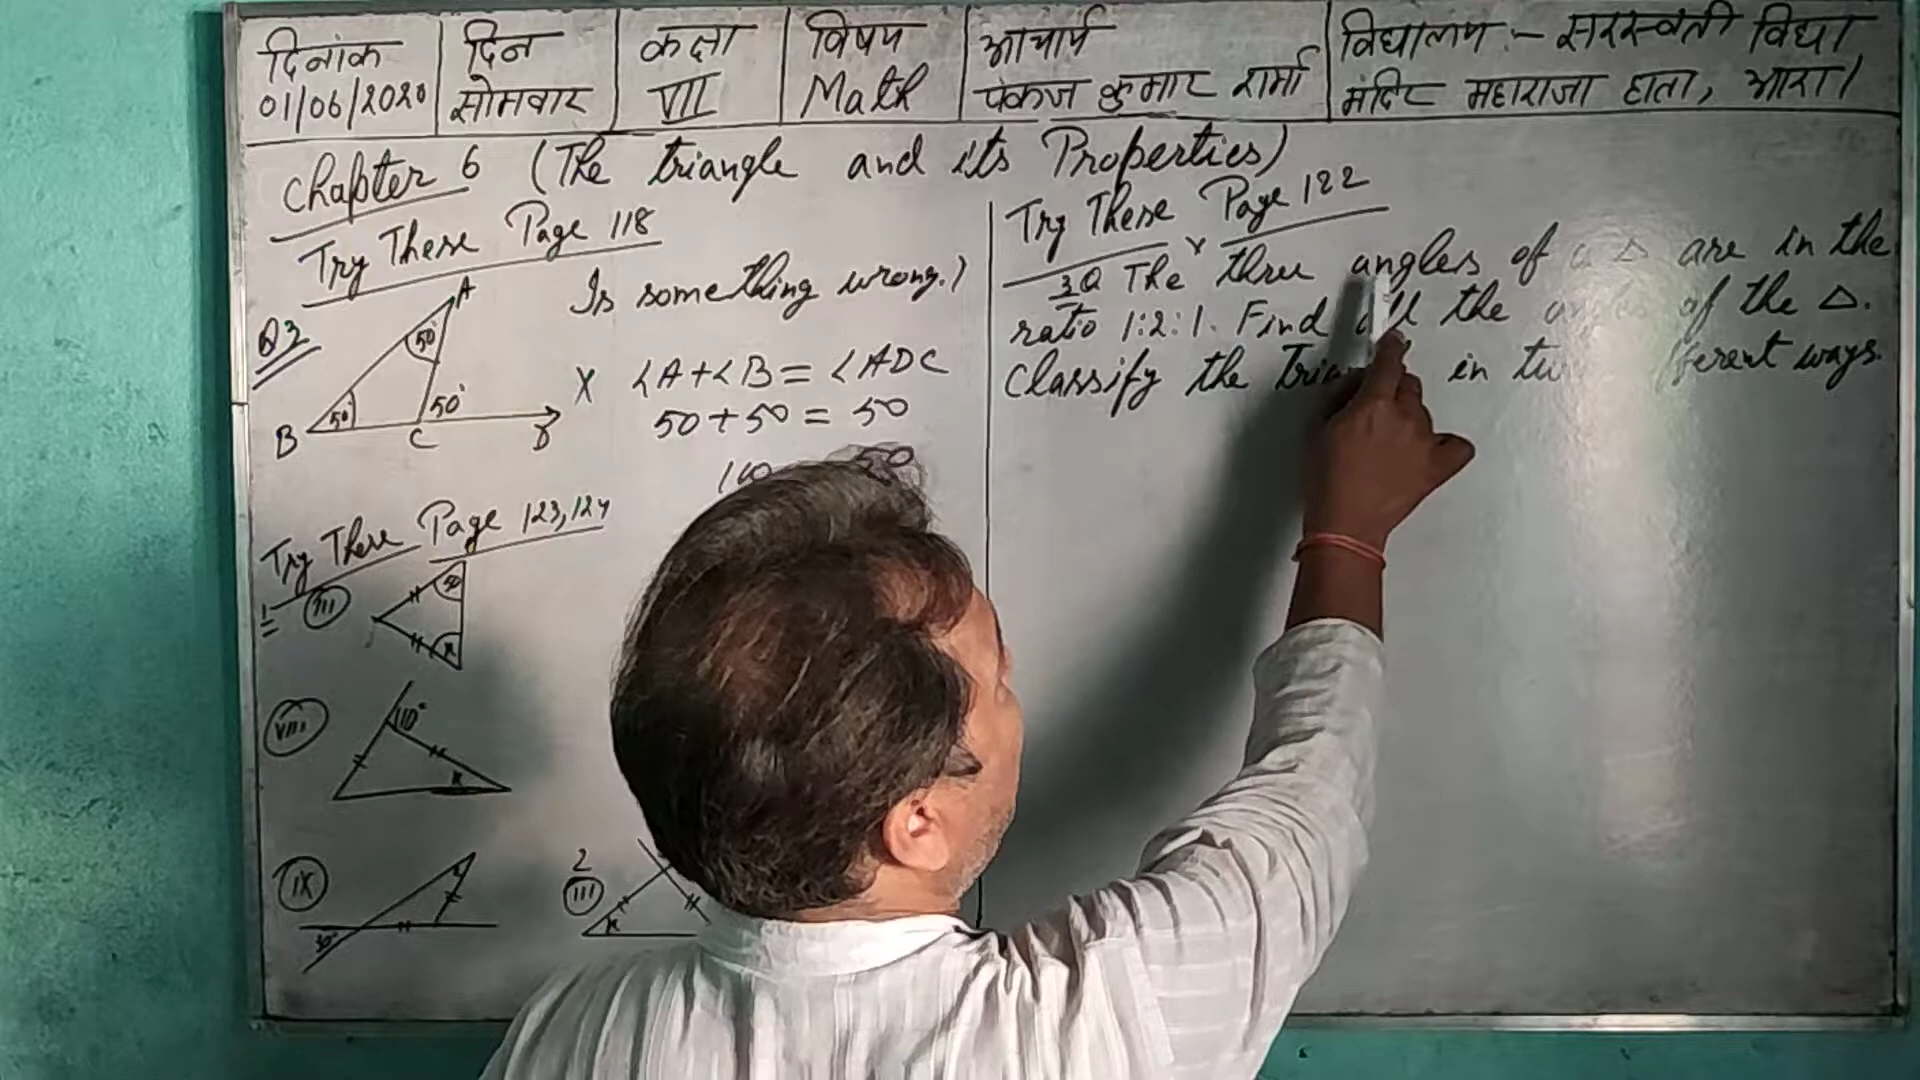 दिनांक
01/06/2020
दिन
सोमवार
कक्षा
VII
विषय
Math
आचार्य
पंकज कुमार शर्मा
विद्यालय :- सरस्वती विद्या
मंदिर महाराजा हाता, आरा।
Chapter 6 (The triangle and its Properties)
Try These Page 118
Q3
A
50°
B
50°
C
50°
D
Is something wrong?
X ∠A+∠B = ∠ADC
50+50 = 50
50
Try These Page 123, 124
1
III
50
x
VIII
110°
x
IX
30°
2
III
x
Try These Page 122
3Q The three angles of a Δ are in the
ratio 1:2:1. Find all the of the Δ.
Classify the in ways.